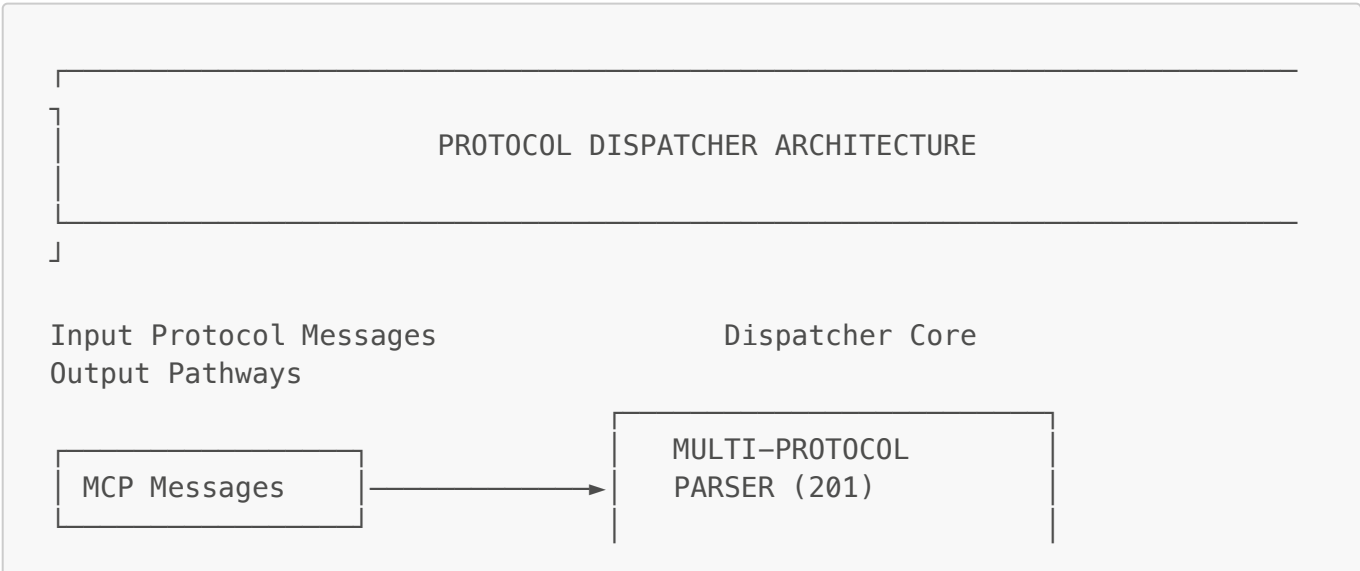 PROTOCOL DISPATCHER ARCHITECTURE
Input Protocol Messages Dispatcher Core
Output Pathways
MULTI-PROTOCOL
MCP Messages PARSER (201)